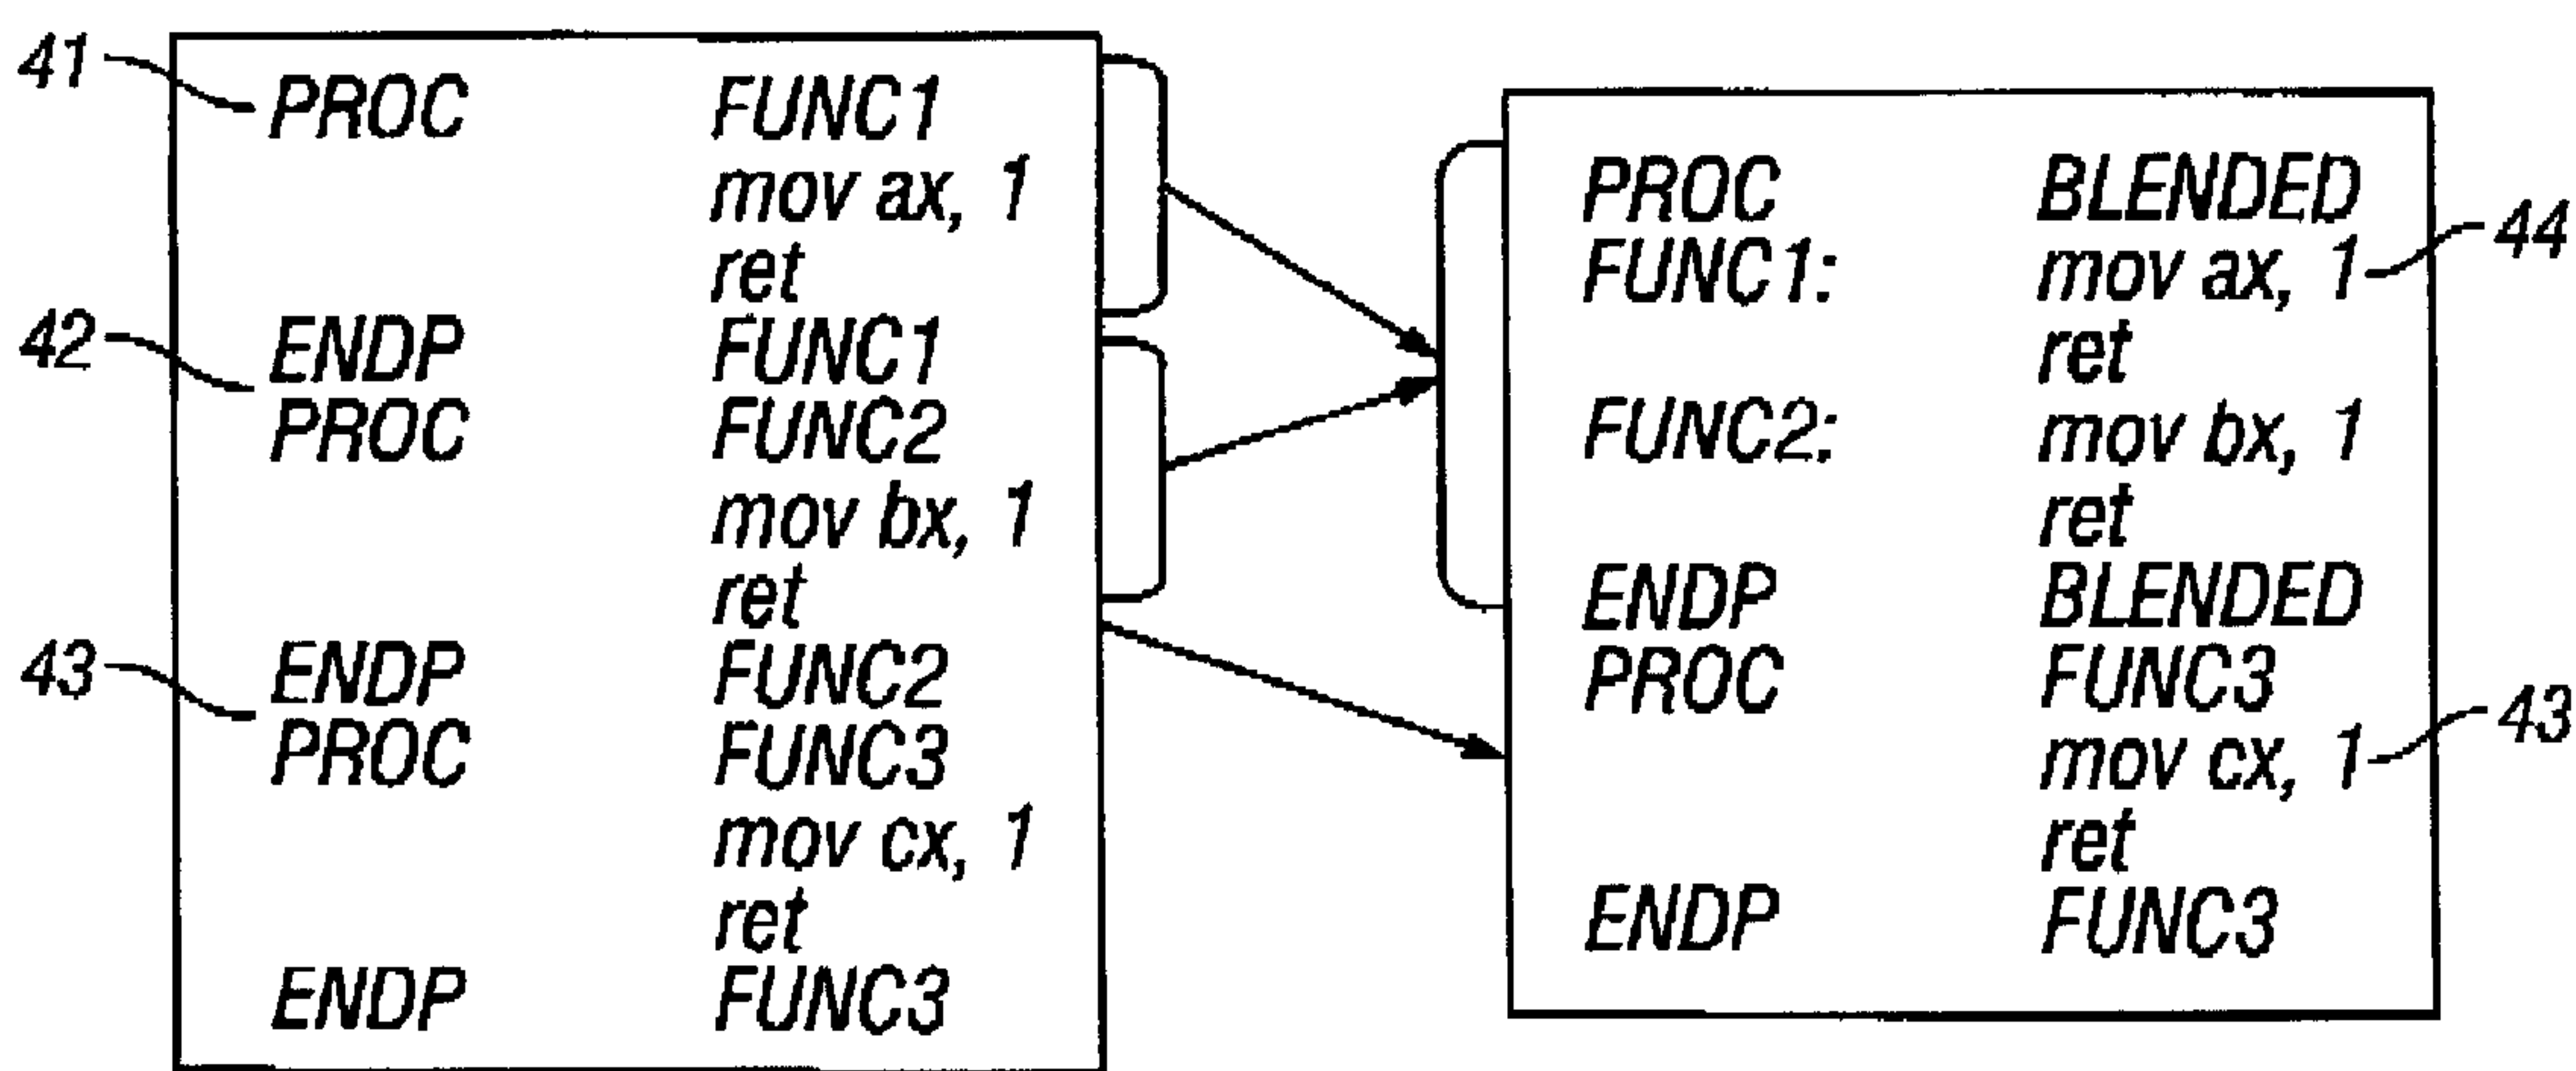 41 PROC FUNC1
mov ax, 1
ret
42 ENDP FUNC1
PROC FUNC2
mov bx, 1
ret
43 ENDP FUNC2
PROC FUNC3
mov cx, 1
ret
ENDP FUNC3
PROC BLENDED
FUNC1: mov ax, 1 44
ret
FUNC2: mov bx, 1
ret
ENDP BLENDED
PROC FUNC3
mov cx, 1 43
ret
ENDP FUNC3